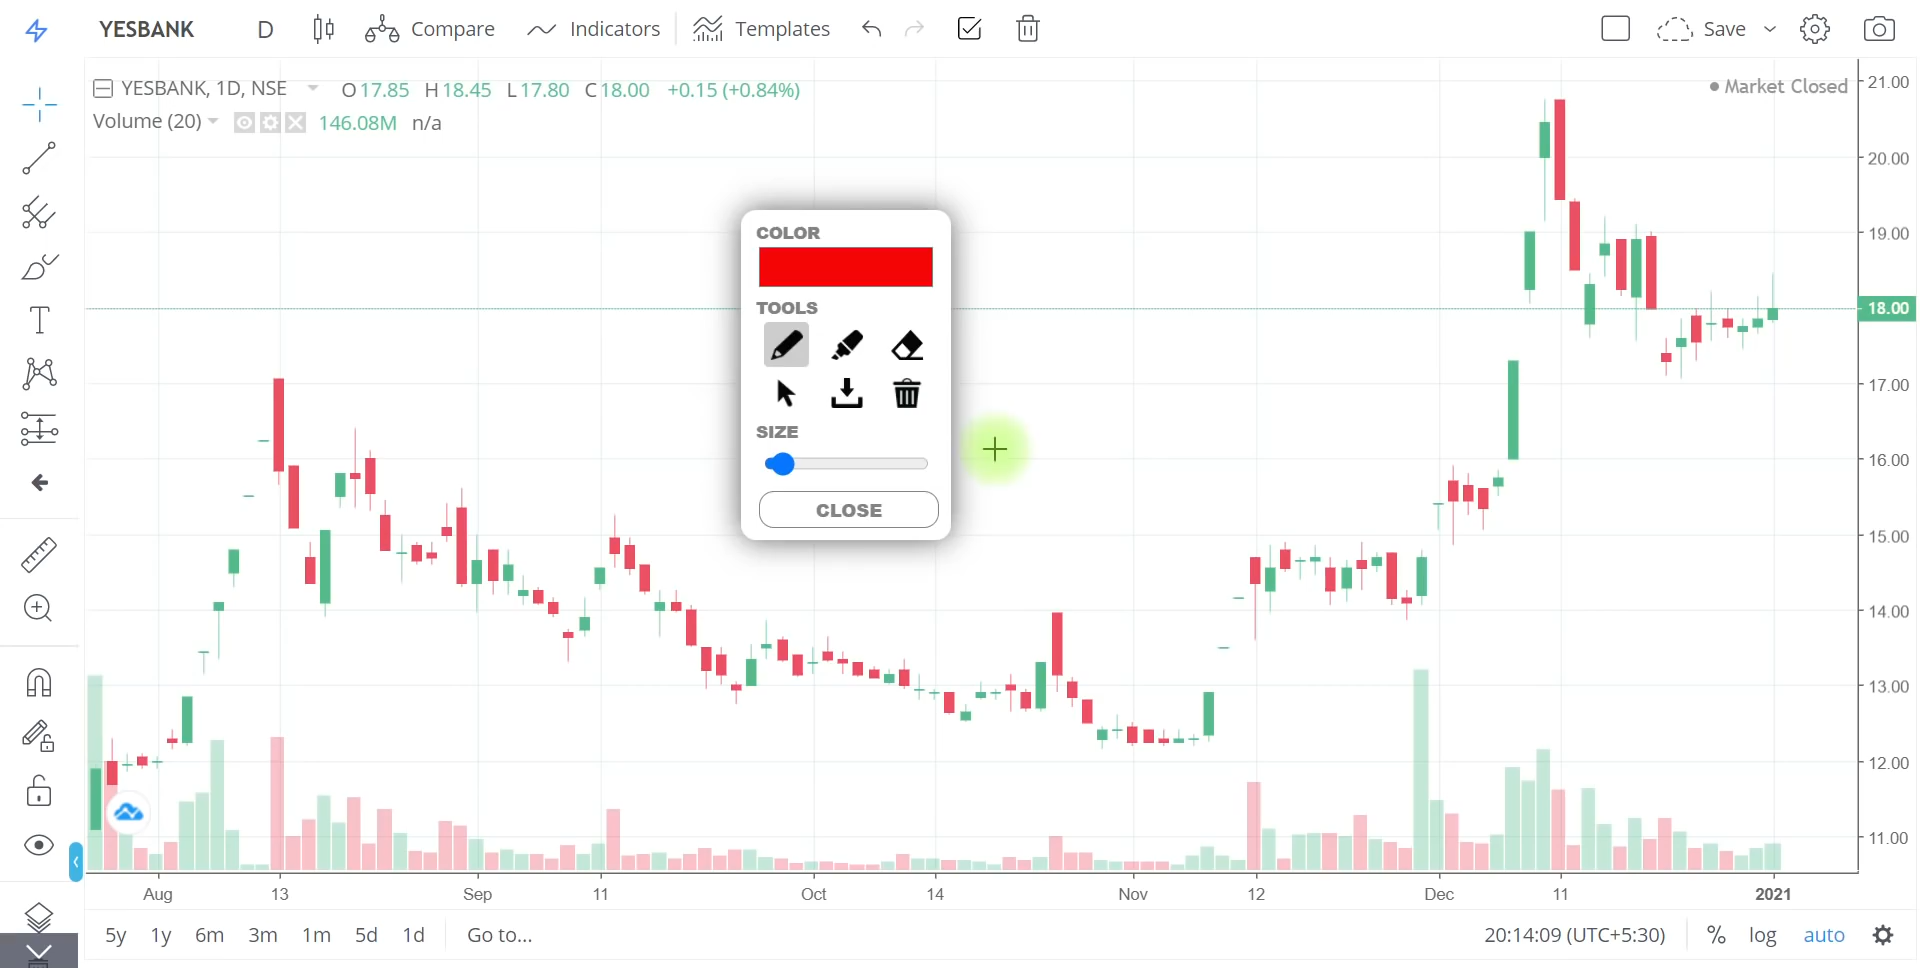 YESBANK D Compare Indicators Templates Save
YESBANK, 1D, NSE O 17.85 H 18.45 L 17.80 C 18.00 +0.15 (+0.84%)
Market Closed
Volume (20) 146.08M n/a
COLOR
TOOLS
SIZE
CLOSE
21.00
20.00
19.00
18.00
17.00
16.00
15.00
14.00
13.00
12.00
11.00
Aug 13 Sep 11 Oct 14 Nov 12 Dec 11 2021
5y 1y 6m 3m 1m 5d 1d Go to... 20:14:09 (UTC+5:30) % log auto